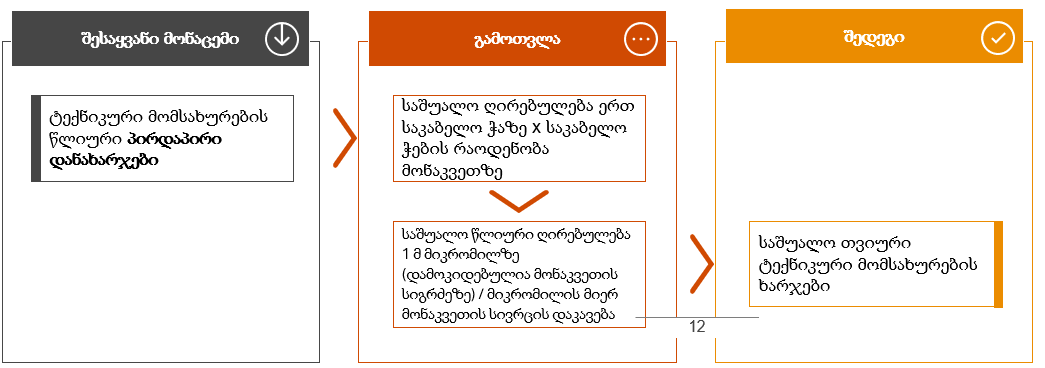 შესაყვანი მონაცემი
ტექნიკური მომსახურების
წლიური პირდაპირი
დანახარჯები
გამოთვლა
საშუალო ღირებულება ერთ
საკაბელო ჭაზე x საკაბელო
ჭების რაოდენობა
მონაკვეთზე
საშუალო წლიური ღირებულება
1 მ მიკრომილზე
(დამოკიდებულია მონაკვეთის
სიგრძეზე) / მიკრომილის მიერ
მონაკვეთის სივრცის დაკავება
12
შედეგი
საშუალო თვიური
ტექნიკური მომსახურების
ხარჯები